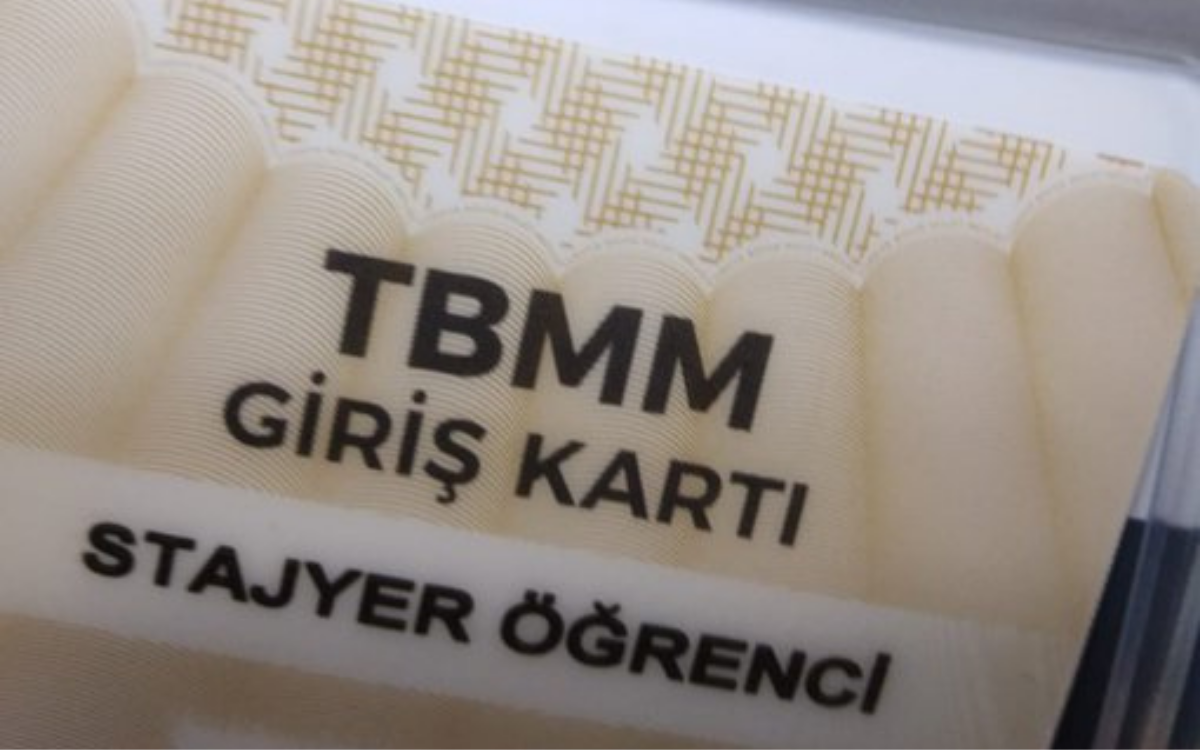 TBMM
GİRİŞ KARTI
STAJYER ÖĞRENCİ